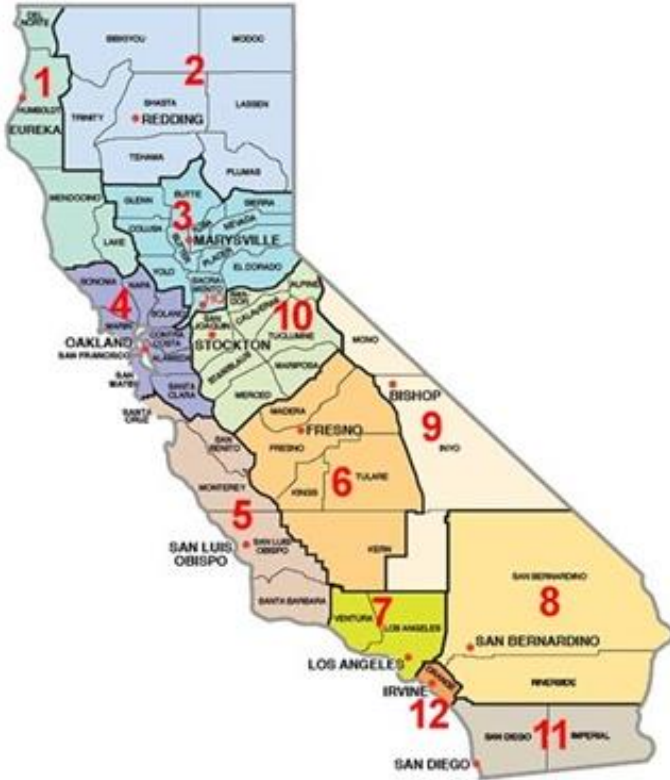 DEL
NORTE
SISKIYOU
MODOC
1
2
HUMBOLDT
EUREKA
TRINITY
SHASTA
REDDING
LASSEN
TEHAMA
PLUMAS
MENDOCINO
GLENN
BUTTE
SIERRA
3
COLUSA
NEVADA
MARYSVILLE
PLACER
LAKE
YOLO
EL DORADO
SACRA
MENTO
SONOMA
NAPA
4
SOLANO
ALPINE
CALAVERAS
10
MARIN
SAN
JOAQUIN
TUOLUMNE
MONO
OAKLAND
CONTRA
COSTA
STOCKTON
SAN FRANCISCO
ALAMEDA
STANISLAUS
MARIPOSA
SAN
MATEO
SANTA
CLARA
MERCED
BISHOP
SANTA
CRUZ
MADERA
9
SAN
BENITO
FRESNO
FRESNO
INYO
MONTEREY
KINGS
6
TULARE
5
SAN LUIS
OBISPO
SAN LUIS
OBISPO
KERN
SAN BERNARDINO
8
SANTA BARBARA
VENTURA
7
LOS ANGELES
SAN BERNARDINO
LOS ANGELES
ORANGE
IRVINE
RIVERSIDE
12
SAN DIEGO
11
IMPERIAL
SAN DIEGO